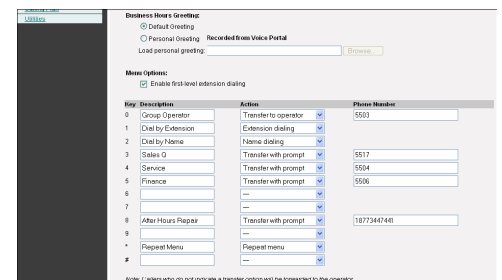 Utilities
Business Hours Greeting:
Default Greeting
Personal Greeting Recorded from Voice Portal
Load personal greeting: Browse...
Menu Options:
Enable first-level extension dialing
Key Description Action Phone Number
0 Group Operator Transfer to operator 5503
1 Dial by Extension Extension dialing
2 Dial by Name Name dialing
3 Sales Q Transfer with prompt 5517
4 Service Transfer with prompt 5504
5 Finance Transfer with prompt 5506
6 —
7 —
8 After Hours Repair Transfer with prompt 18773447441
9 —
* Repeat Menu Repeat menu
# —
Note: Callers who do not indicate a transfer option will be forwarded to the operator